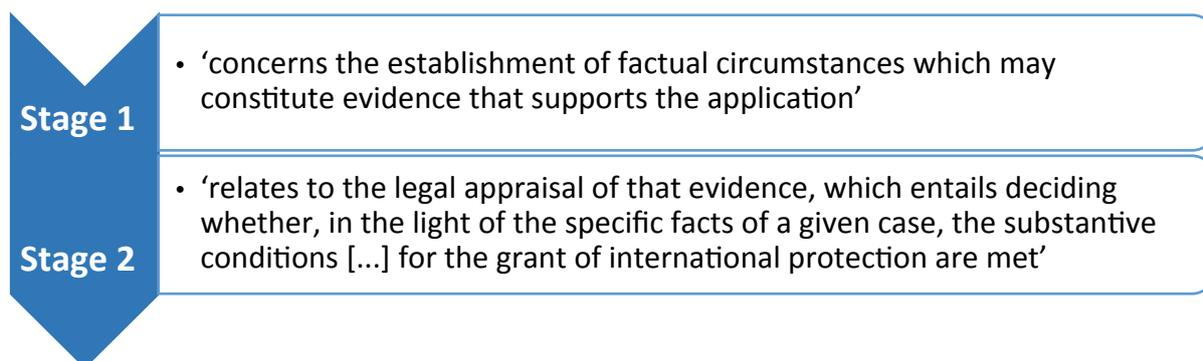 Stage 1
• ‘concerns the establishment of factual circumstances which may
constitute evidence that supports the application’
Stage 2
• ‘relates to the legal appraisal of that evidence, which entails deciding
whether, in the light of the specific facts of a given case, the substantive
conditions [...] for the grant of international protection are met’